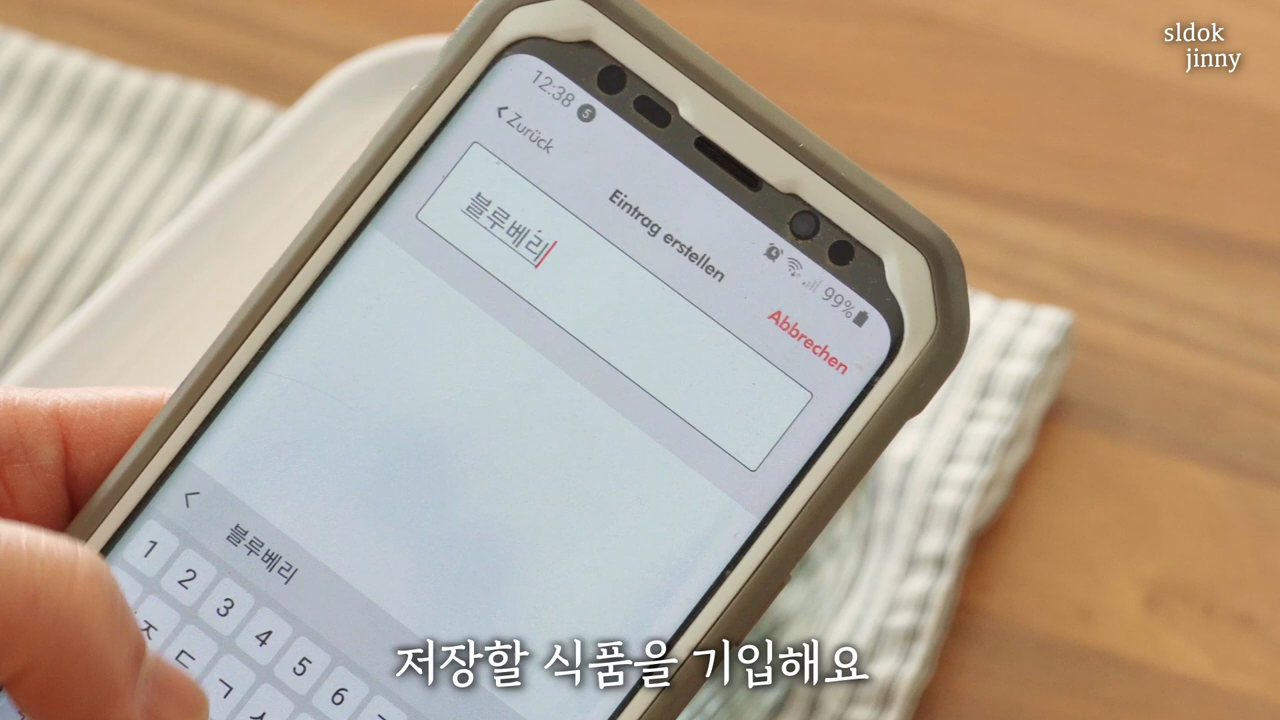 sldok
jinny
12:38
5
Zurück
Eintrag erstellen
99%
Abbrechen
블루베리
블루베리
1 2 3 4 5 6
ㅈ ㄷ ㄱ ㅅ
저장할 식품을 기입해요